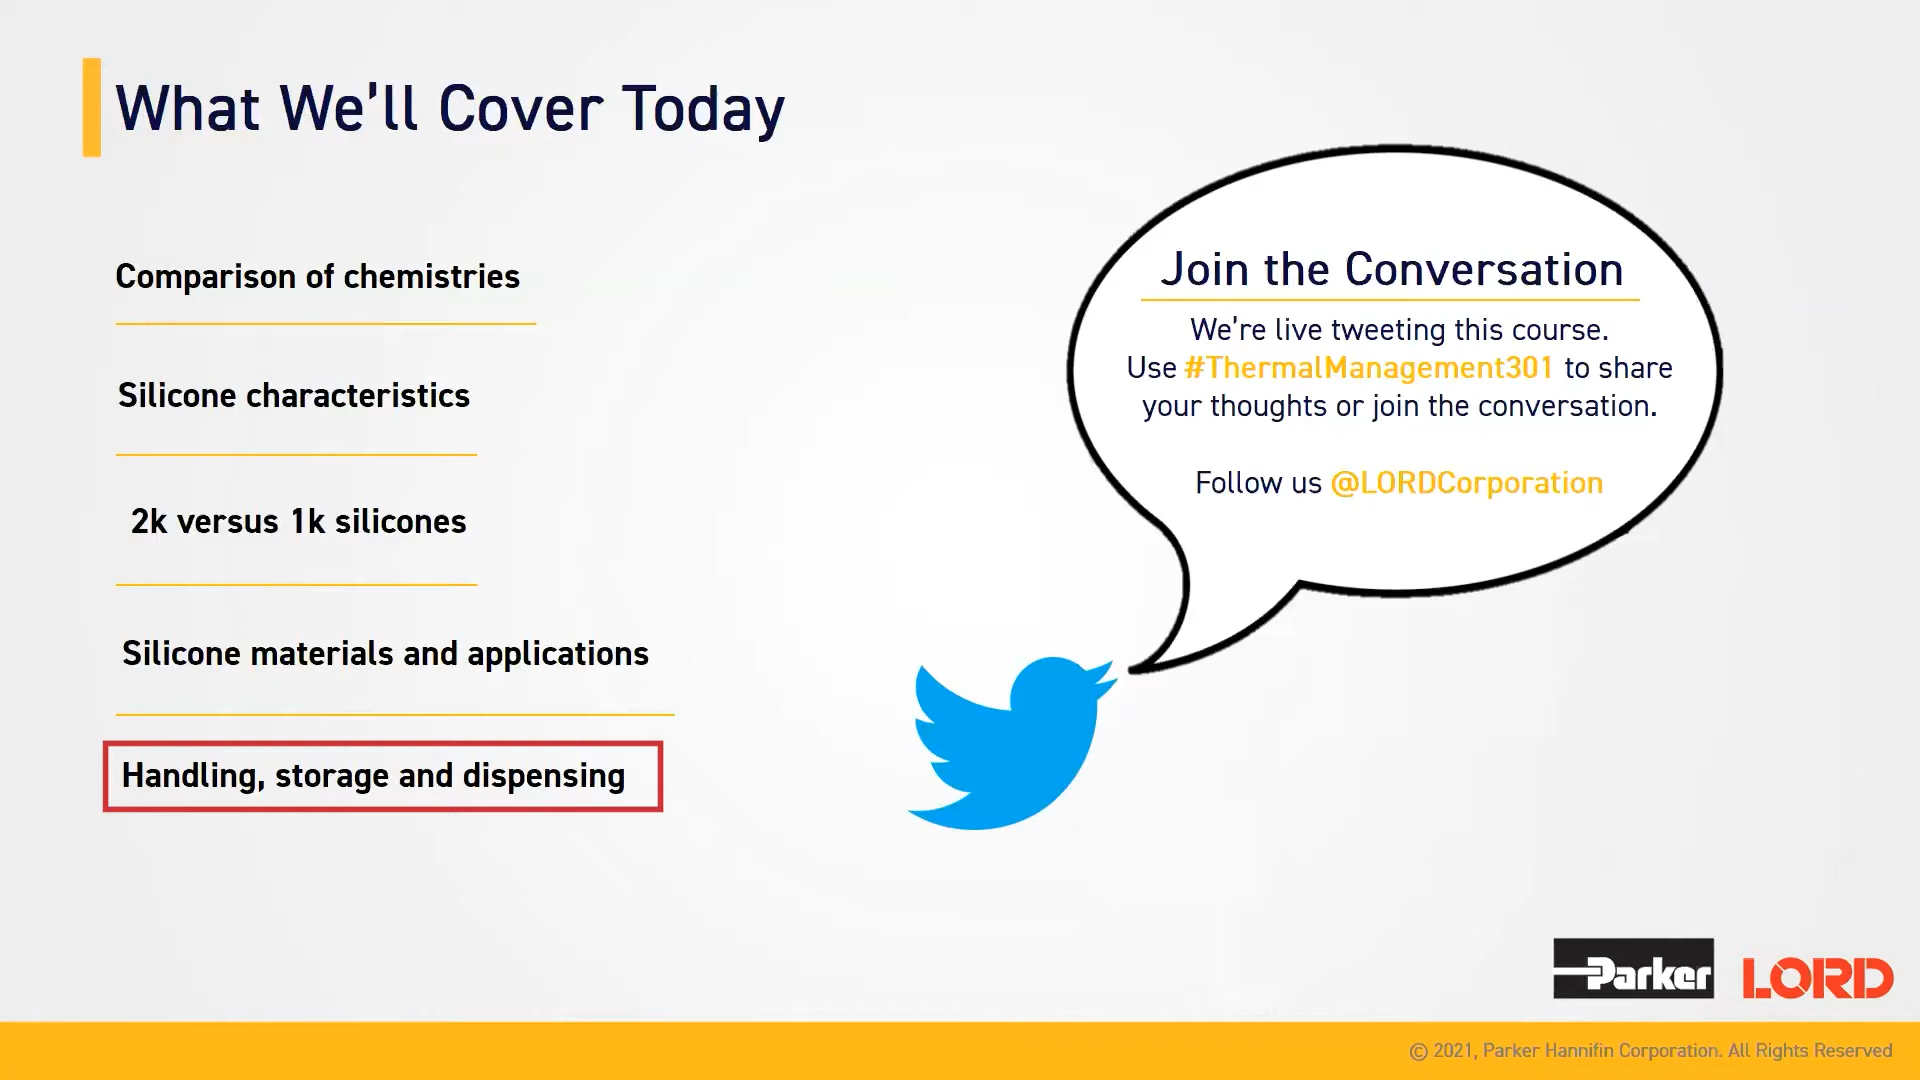 What We’ll Cover Today
Comparison of chemistries
Silicone characteristics
2k versus 1k silicones
Silicone materials and applications
Handling, storage and dispensing
Join the Conversation
We’re live tweeting this course.
Use #ThermalManagement301 to share
your thoughts or join the conversation.
Follow us @LORDCorporation
Parker
LORD
© 2021, Parker Hannifin Corporation. All Rights Reserved